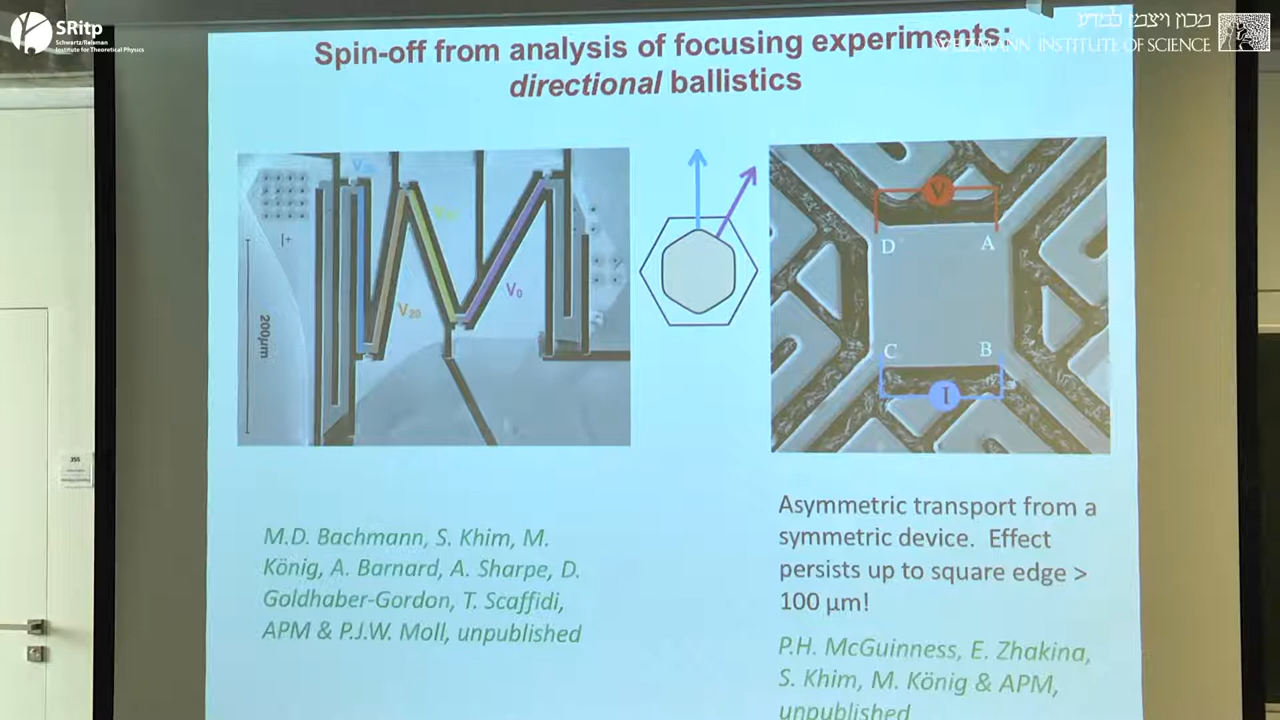 SRitp
Schwartz/Reisman
Institute for Theoretical Physics
מכון ויצמן למדע
WEIZMANN INSTITUTE OF SCIENCE
Spin-off from analysis of focusing experiments:
directional ballistics
I+
200µm
V20
V0
V
D
A
C
B
I
M.D. Bachmann, S. Khim, M.
König, A. Barnard, A. Sharpe, D.
Goldhaber-Gordon, T. Scaffidi,
APM & P.J.W. Moll, unpublished
Asymmetric transport from a
symmetric device. Effect
persists up to square edge >
100 µm!
P.H. McGuinness, E. Zhakina,
S. Khim, M. König & APM,
unpublished
355